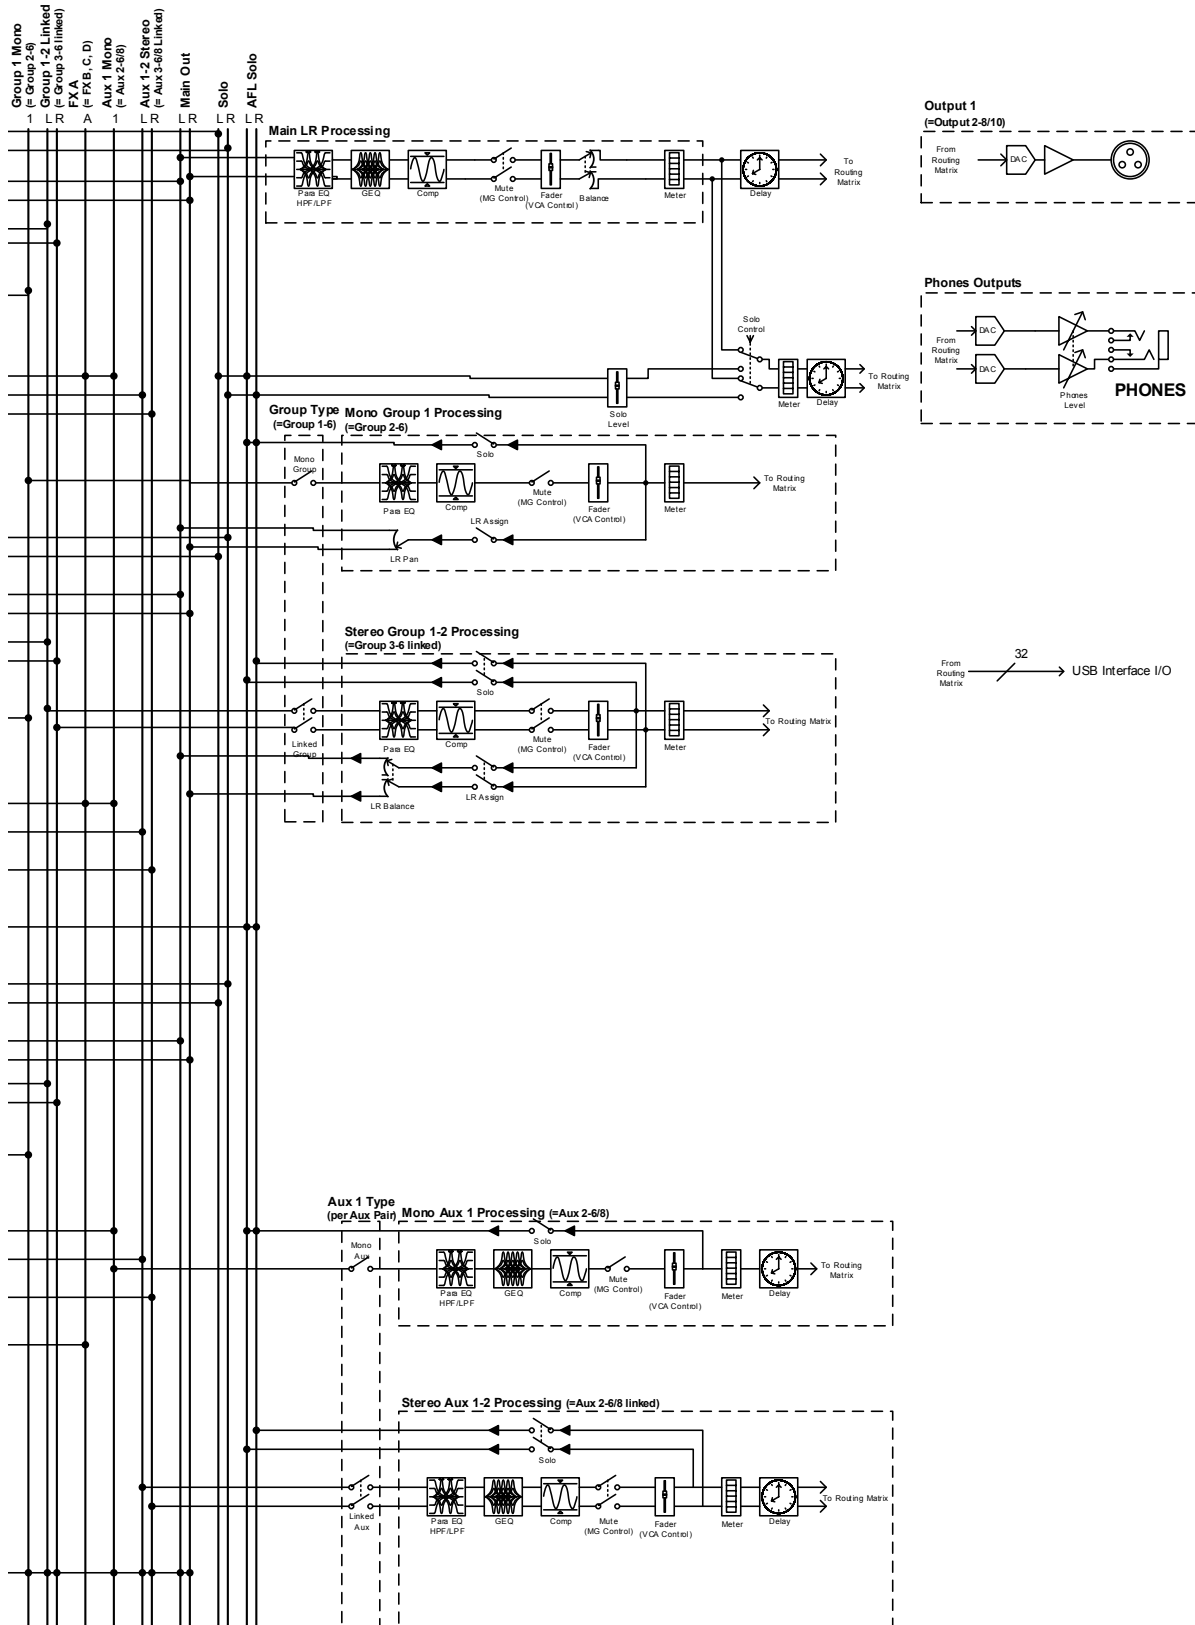 Group 1 Mono
(= Group 2-6)
Group 1-2 Linked
(= Group 3-6 linked)
FX A
(= FX B, C, D)
Aux 1 Mono
(= Aux 2-6/8)
Aux 1-2 Stereo
(= Aux 3-6/8 Linked)
Main Out
Solo
AFL Solo
1 L R A 1 L R L R L R L R
Main LR Processing
Para EQ
HPF/LPF
GEQ
Comp
Mute
(MG Control)
Fader
(VCA Control)
Balance
Meter
Delay
To
Routing
Matrix
Output 1
(=Output 2-8/10)
From
Routing
Matrix
DAC
Phones Outputs
From
Routing
Matrix
DAC
DAC
Phones
Level
PHONES
Solo
Control
Solo
Level
Meter
Delay
To Routing
Matrix
Group Type
(=Group 1-6)
Mono
Group
Mono Group 1 Processing
(=Group 2-6)
Solo
Para EQ
Comp
Mute
(MG Control)
Fader
(VCA Control)
Meter
To Routing
Matrix
LR Assign
LR Pan
Stereo Group 1-2 Processing
(=Group 3-6 linked)
Solo
Linked
Group
Para EQ
Comp
Mute
(MG Control)
Fader
(VCA Control)
Meter
To Routing Matrix
LR Balance
LR Assign
From
Routing
Matrix
32
USB Interface I/O
Aux 1 Type
(per Aux Pair)
Mono
Aux
Mono Aux 1 Processing (=Aux 2-6/8)
Solo
Para EQ
HPF/LPF
GEQ
Comp
Mute
(MG Control)
Fader
(VCA Control)
Meter
Delay
To Routing
Matrix
Stereo Aux 1-2 Processing (=Aux 2-6/8 linked)
Solo
Linked
Aux
Para EQ
HPF/LPF
GEQ
Comp
Mute
(MG Control)
Fader
(VCA Control)
Meter
Delay
To Routing Matrix